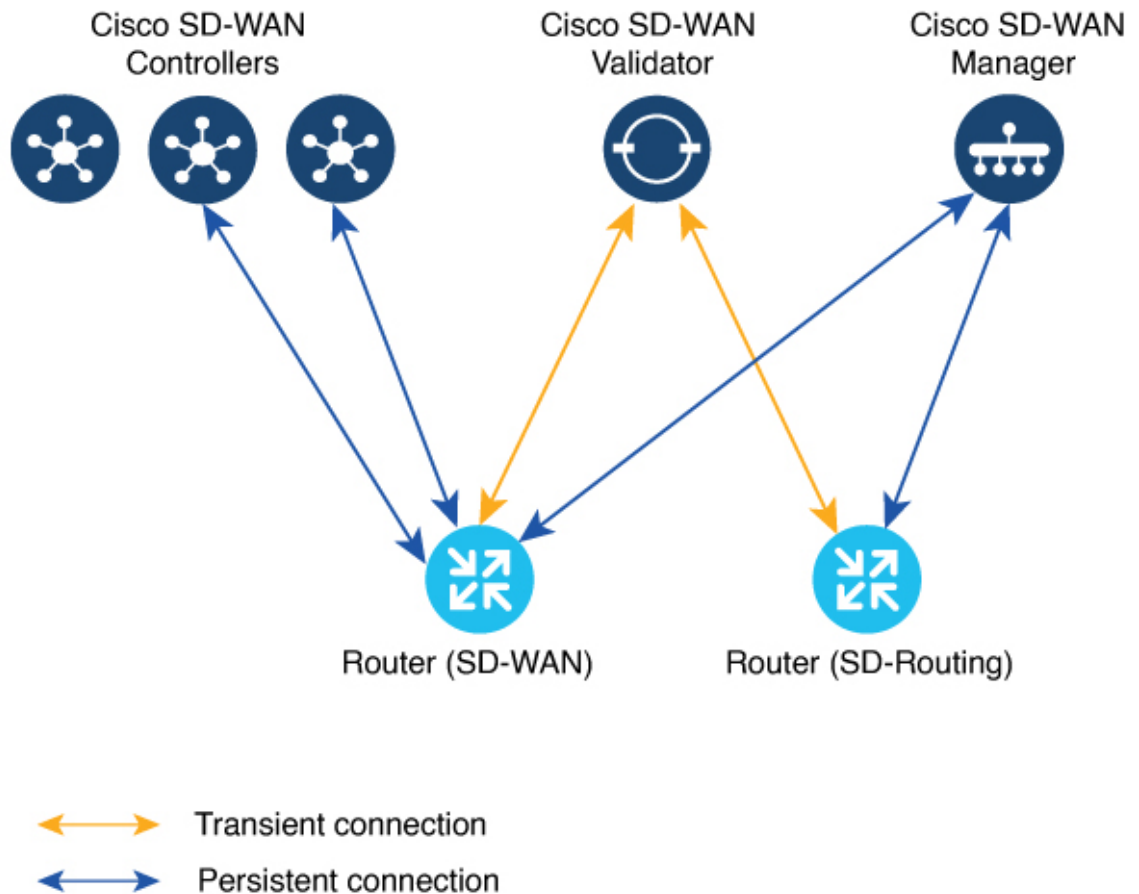 Cisco SD-WAN
Controllers
Cisco SD-WAN
Validator
Cisco SD-WAN
Manager
Router (SD-WAN)
Router (SD-Routing)
Transient connection
Persistent connection